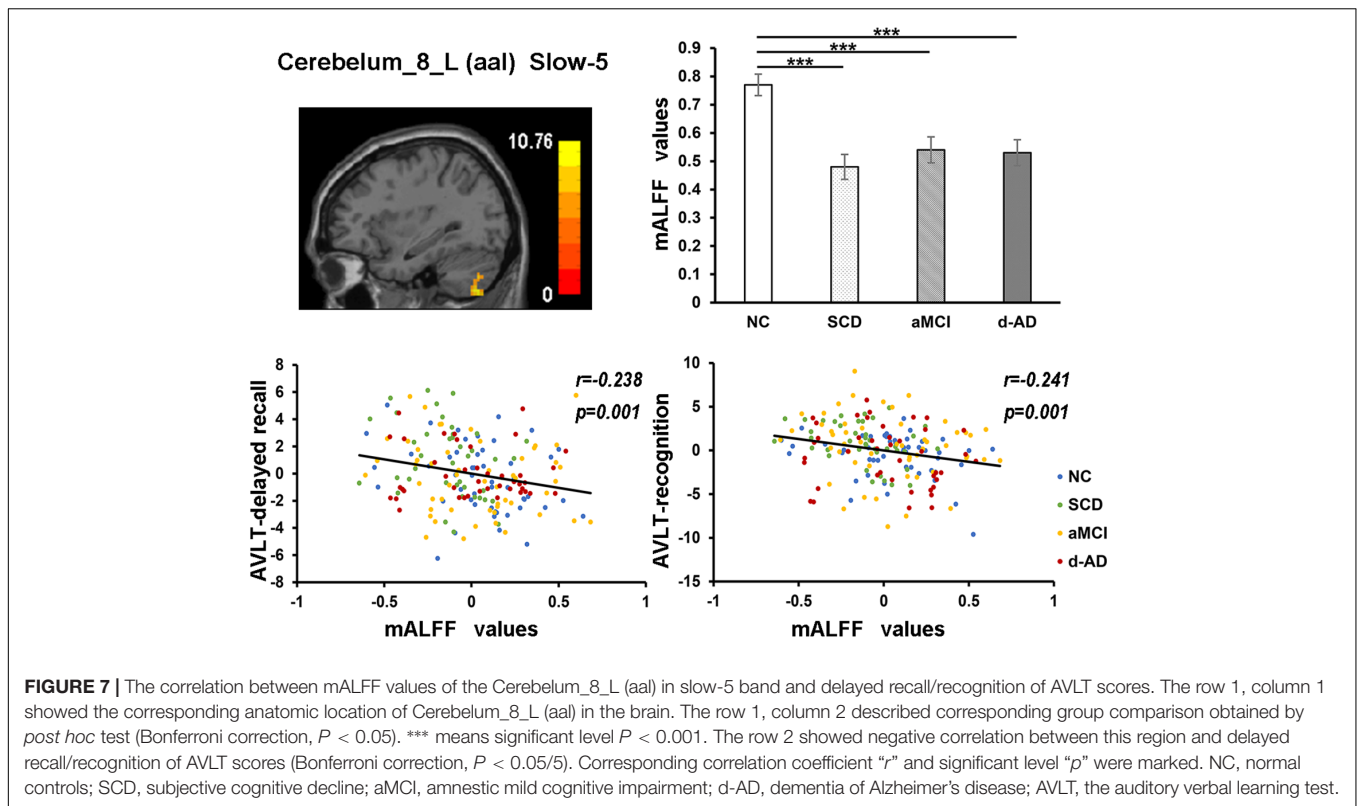 Cerebelum_8_L (aal) Slow-5
10.76
0
mALFF values
0.9
0.8
0.7
0.6
0.5
0.4
0.3
0.2
0.1
0
***
***
***
NC SCD aMCI d-AD
AVLT-delayed recall
8
6
4
2
0
-2
-4
-6
-8
r=-0.238
p=0.001
-1 -0.5 0 0.5 1
mALFF values
AVLT-recognition
10
5
0
-5
-10
-15
r=-0.241
p=0.001
NC
SCD
aMCI
d-AD
-1 -0.5 0 0.5 1
mALFF values
FIGURE 7 | The correlation between mALFF values of the Cerebelum_8_L (aal) in slow-5 band and delayed recall/recognition of AVLT scores. The row 1, column 1
showed the corresponding anatomic location of Cerebelum_8_L (aal) in the brain. The row 1, column 2 described corresponding group comparison obtained by
post hoc test (Bonferroni correction, P < 0.05). *** means significant level P < 0.001. The row 2 showed negative correlation between this region and delayed
recall/recognition of AVLT scores (Bonferroni correction, P < 0.05/5). Corresponding correlation coefficient “r” and significant level “p” were marked. NC, normal
controls; SCD, subjective cognitive decline; aMCI, amnestic mild cognitive impairment; d-AD, dementia of Alzheimer’s disease; AVLT, the auditory verbal learning test.